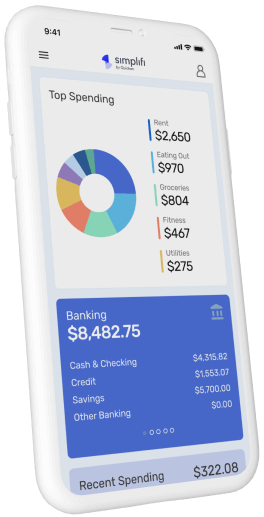 9:41
simplifi
by Quicken
Top Spending
Rent
$2,650
Eating Out
$970
Groceries
$804
Fitness
$467
Utilities
$275
Banking
$8,482.75
Cash & Checking $4,315.82
Credit $1,553.07
Savings $5,700.00
Other Banking $0.00
Recent Spending $322.08